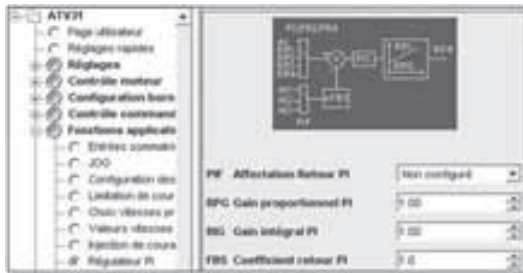 ATV31
Page utilisateur
Réglages rapides
Réglages
Contrôle moteur
Configuration born
Contrôle command
Fonctions applicati
Entrées sommatri
JOG
Configuration des
Limitation de cour
Choix vitesses pr
Valeurs vitesses
Injection de coura
Régulateur PI
PIF Affectation Retour PI
Non configuré
RPG Gain proportionnel PI
1.00
RIG Gain intégral PI
1.00
FBS Coefficient retour PI
1.0